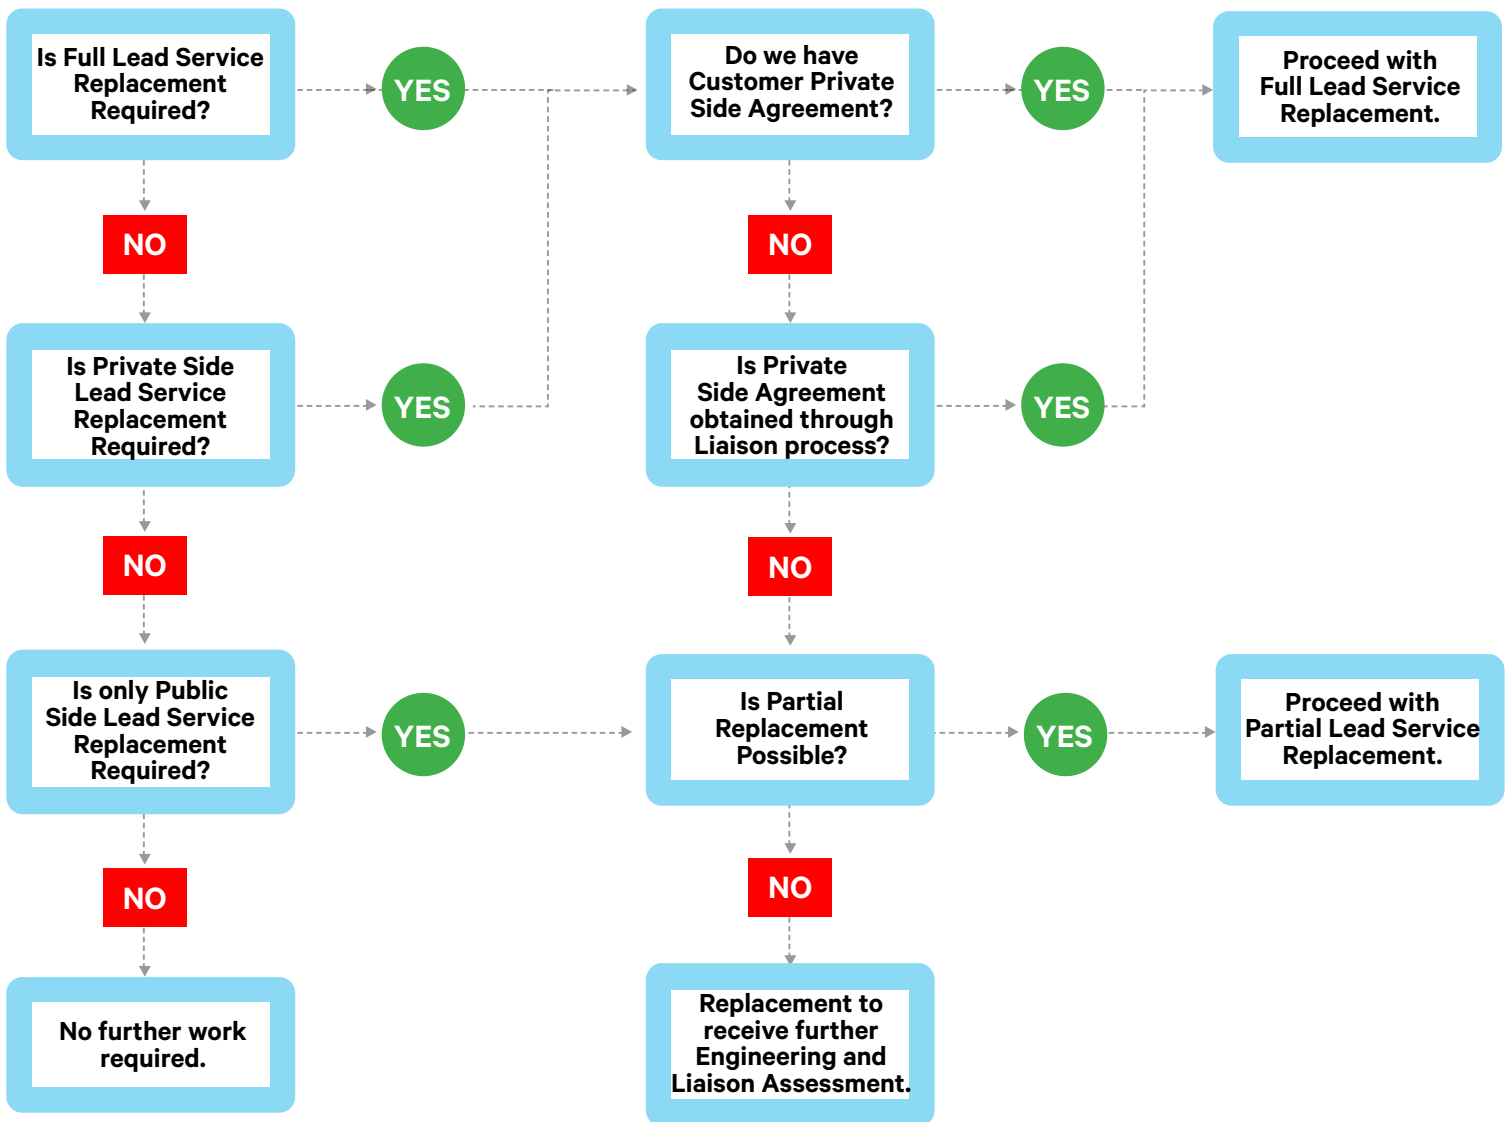 Is Full Lead Service
Replacement
Required?
YES
Do we have
Customer Private
Side Agreement?
YES
Proceed with
Full Lead Service
Replacement.
NO
NO
Is Private Side
Lead Service
Replacement
Required?
YES
Is Private
Side Agreement
obtained through
Liaison process?
YES
NO
NO
Is only Public
Side Lead Service
Replacement
Required?
YES
Is Partial
Replacement
Possible?
YES
Proceed with
Partial Lead Service
Replacement.
NO
NO
No further work
required.
Replacement to
receive further
Engineering and
Liaison Assessment.